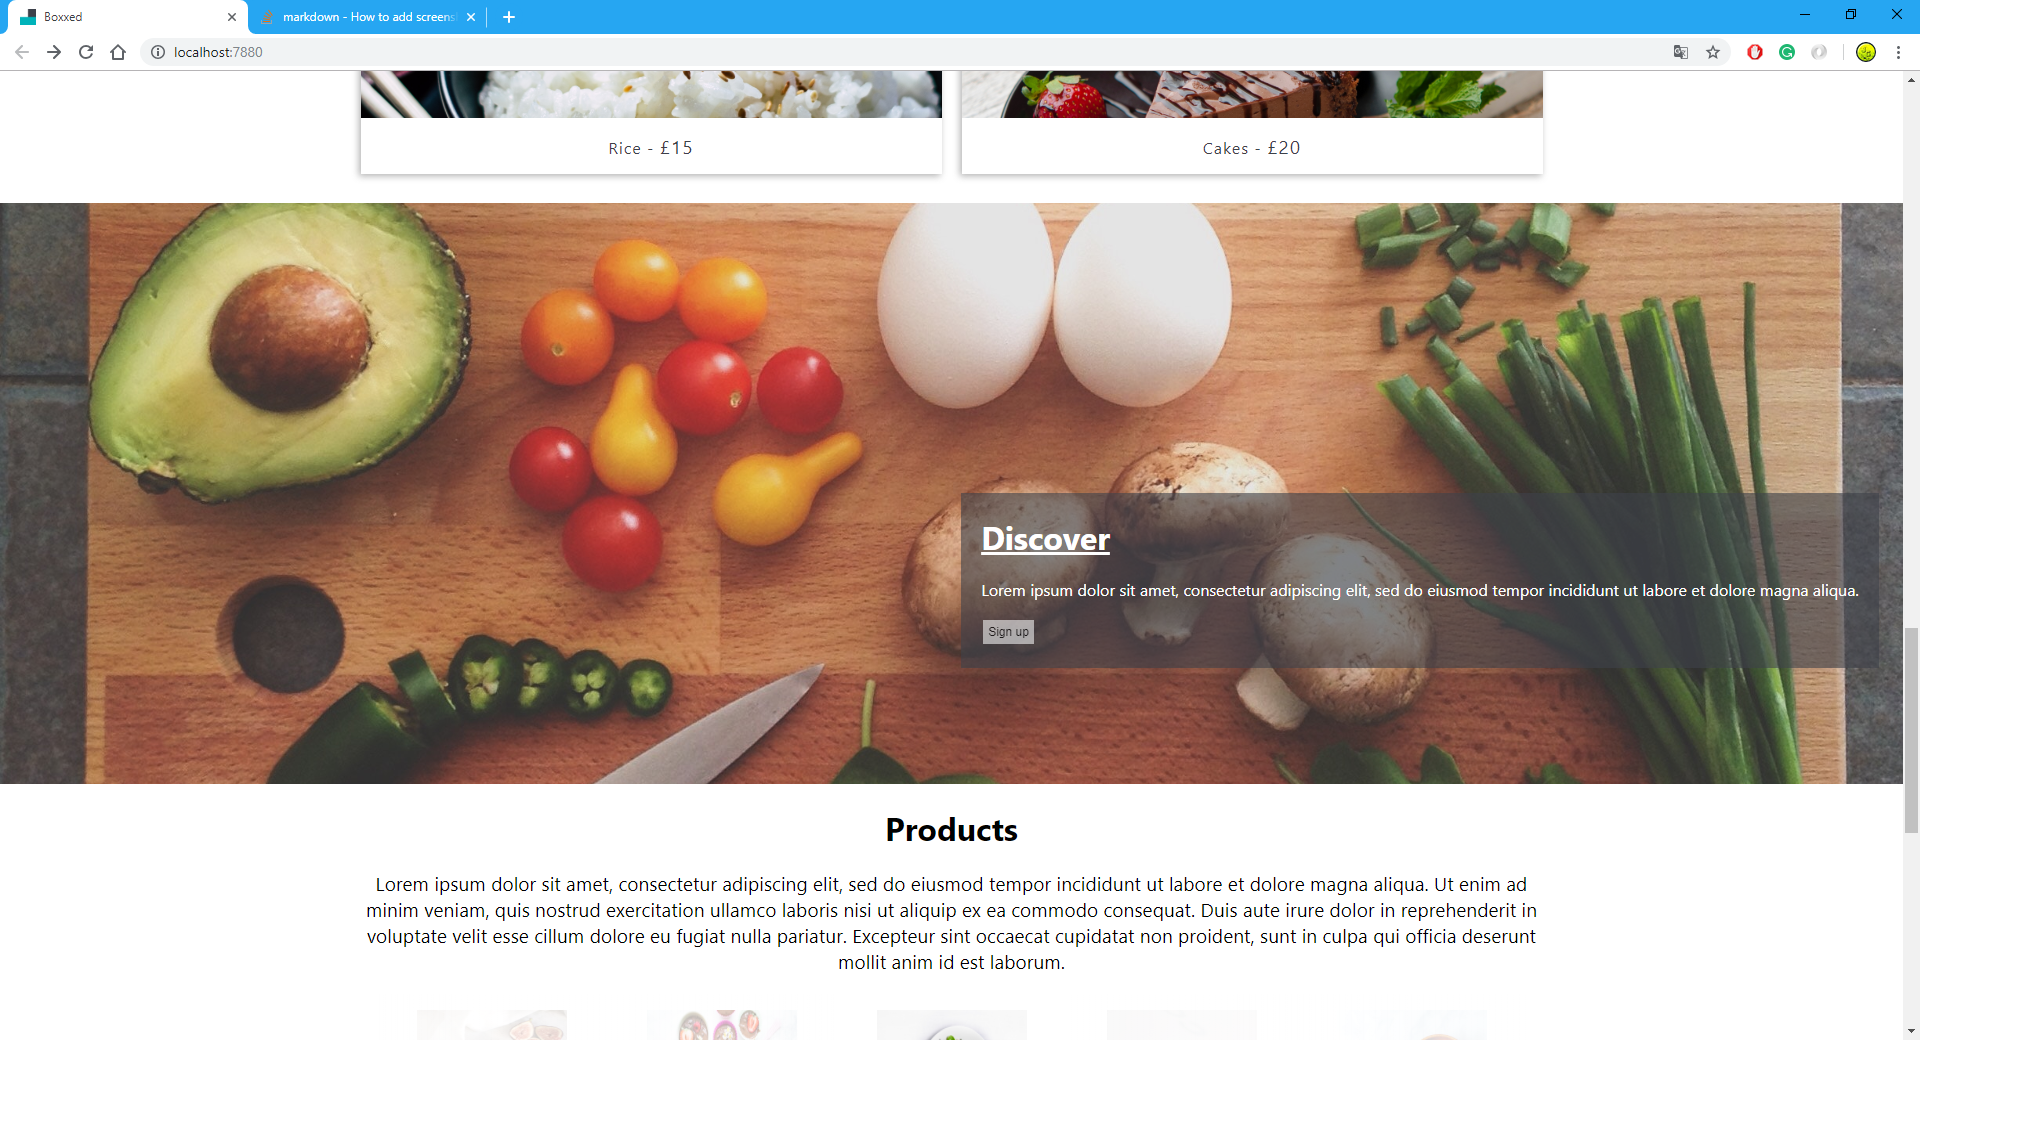 Boxxed
markdown - How to add screens
localhost:7880
Rice - £15
Cakes - £20
Discover
Lorem ipsum dolor sit amet, consectetur adipiscing elit, sed do eiusmod tempor incididunt ut labore et dolore magna aliqua.
Sign up
Products
Lorem ipsum dolor sit amet, consectetur adipiscing elit, sed do eiusmod tempor incididunt ut labore et dolore magna aliqua. Ut enim ad
minim veniam, quis nostrud exercitation ullamco laboris nisi ut aliquip ex ea commodo consequat. Duis aute irure dolor in reprehenderit in
voluptate velit esse cillum dolore eu fugiat nulla pariatur. Excepteur sint occaecat cupidatat non proident, sunt in culpa qui officia deserunt
mollit anim id est laborum.